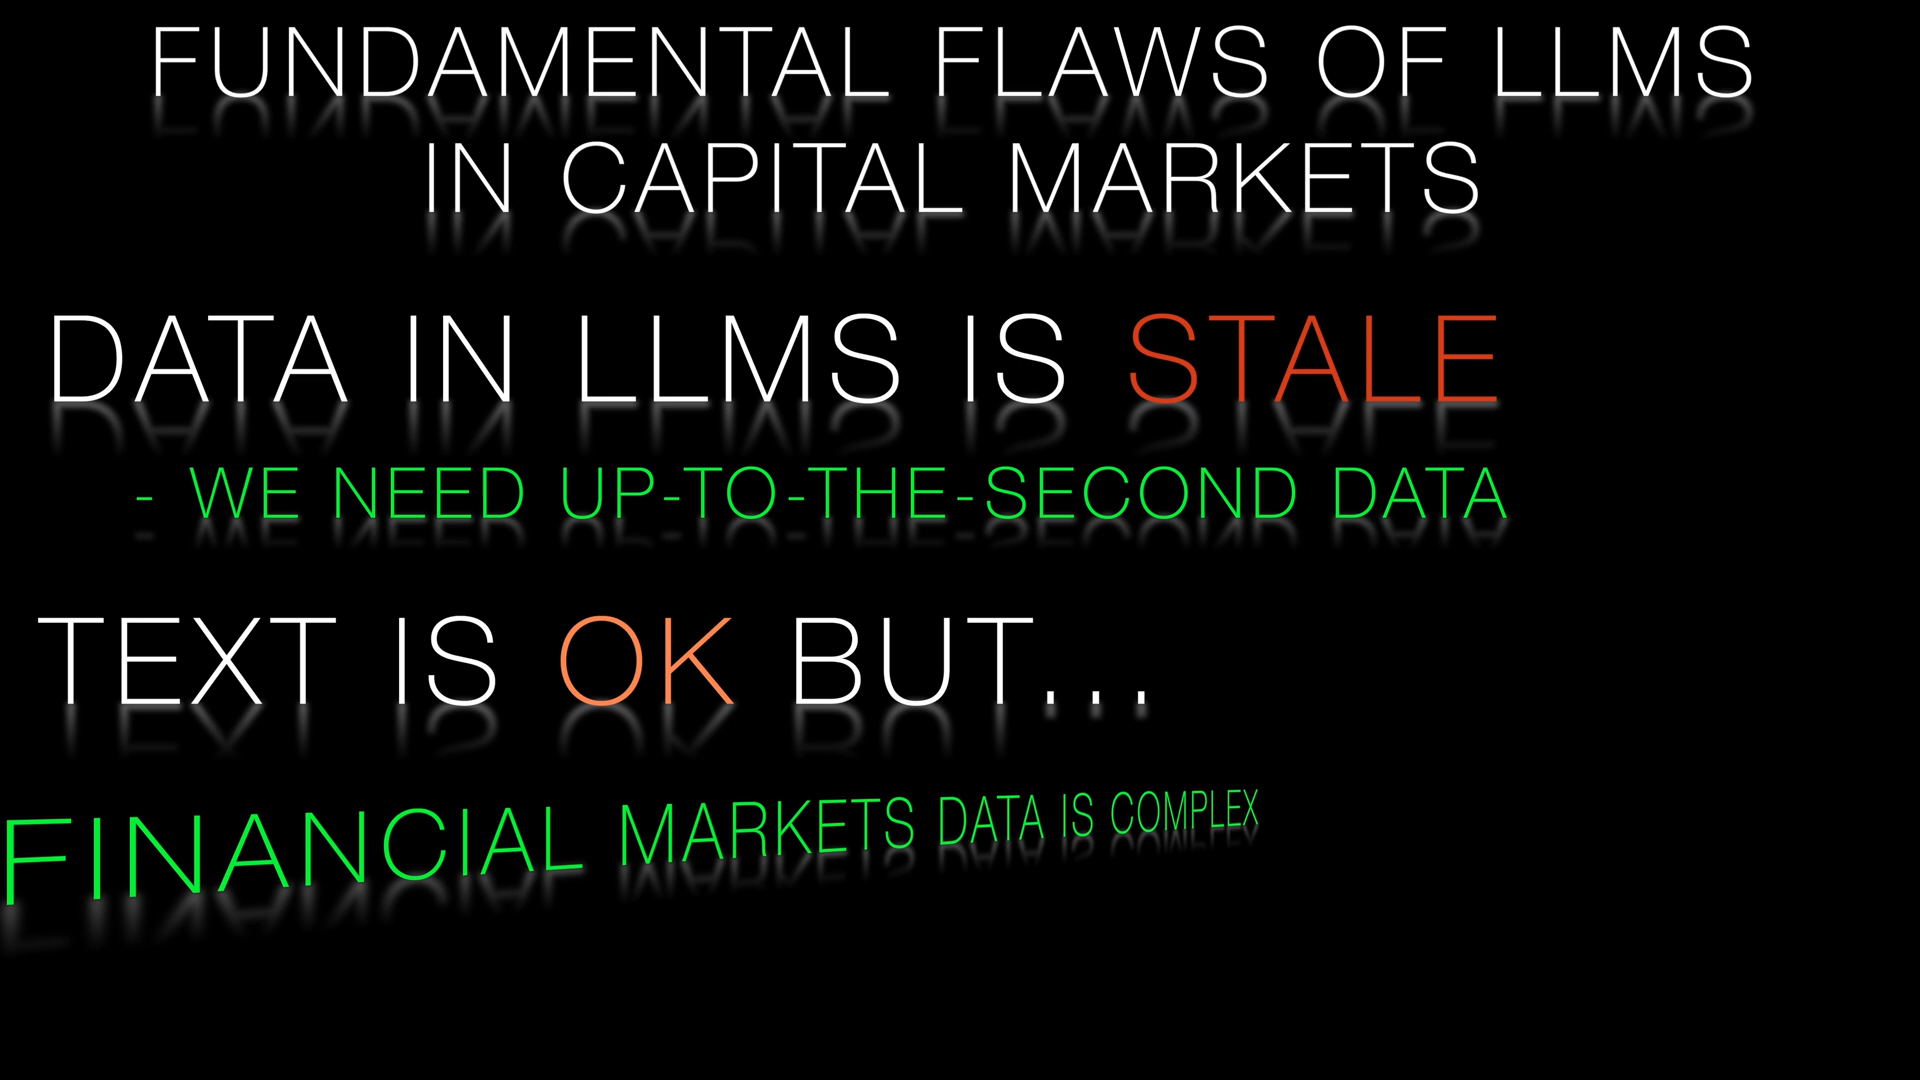 FUNDAMENTAL FLAWS OF LLMS
IN CAPITAL MARKETS
DATA IN LLMS IS STALE
- WE NEED UP-TO-THE-SECOND DATA
TEXT IS OK BUT...
FINANCIAL MARKETS DATA IS COMPLEX